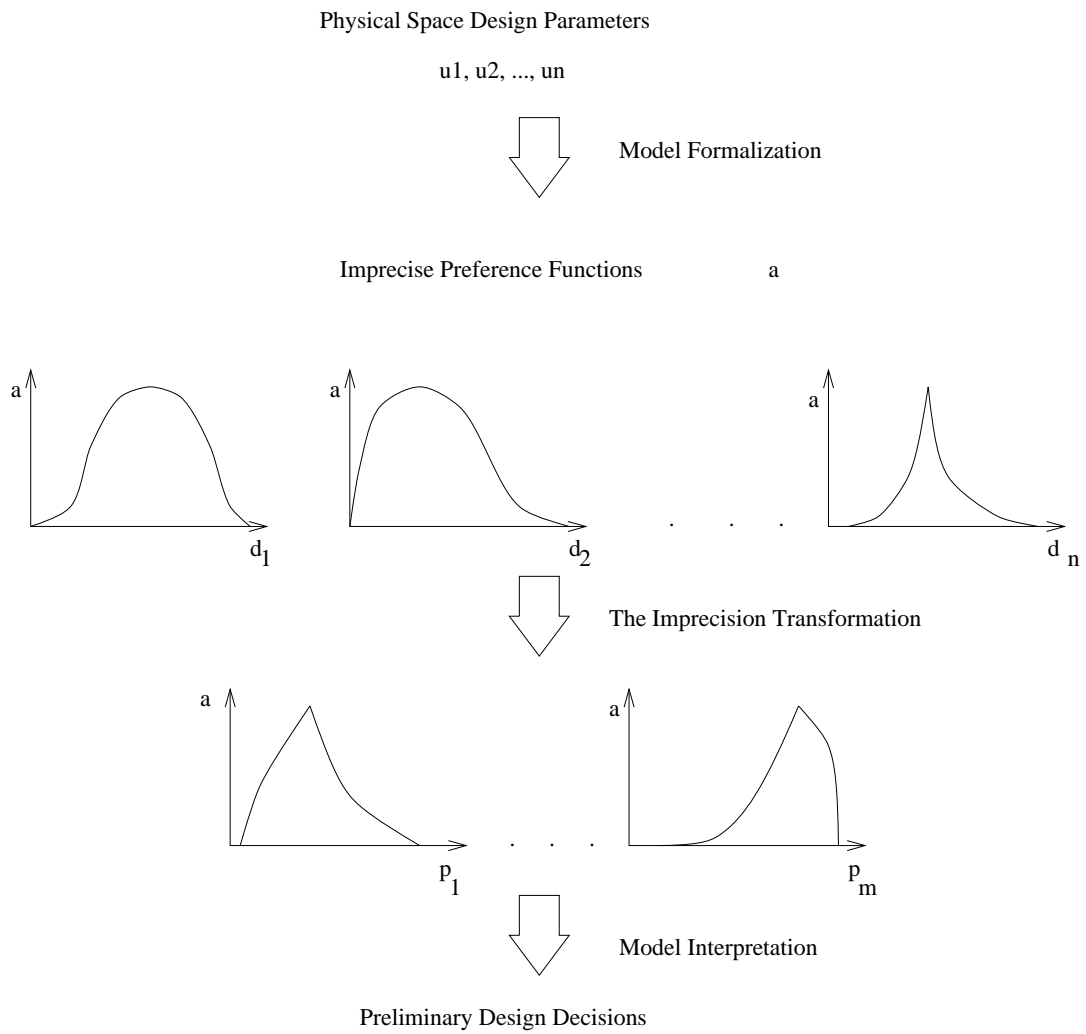 Physical Space Design Parameters
u1, u2, ..., un
Model Formalization
Imprecise Preference Functions a
a a a
d1 d2 . . . dn
The Imprecision Transformation
a a
p1 . . . pm
Model Interpretation
Preliminary Design Decisions